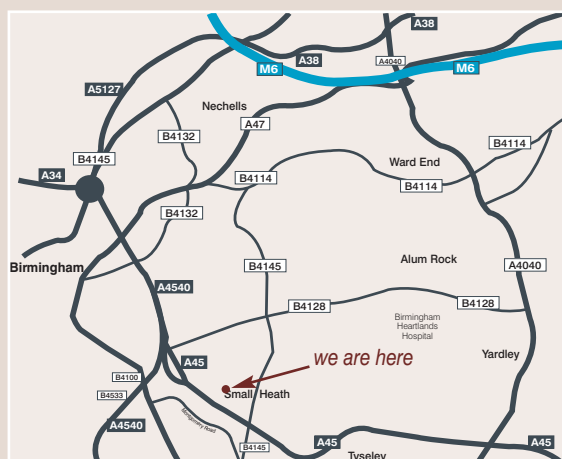 A38
M6
A38
A4040
M6
A5127
Nechells
A47
B4132
B4114
B4145
Ward End
A34
B4114
B4114
B4132
Birmingham
A4540
B4145
Alum Rock
A4040
B4128
B4128
Birmingham
Heartlands
Hospital
Yardley
we are here
A45
B4100
B4533
Small Heath
Montgomery Road
A4540
B4145
A45
A45
Tyseley